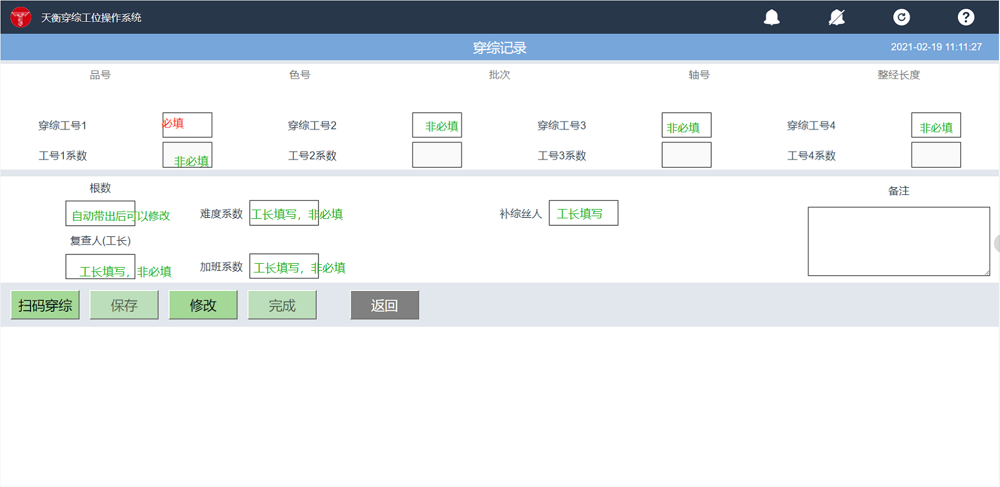 天衡穿综工位操作系统
穿综记录 2021-02-19 11:11:27
品号 色号 批次 轴号 整经长度
穿综工号1 必填 穿综工号2 非必填 穿综工号3 非必填 穿综工号4 非必填
工号1系数 非必填 工号2系数 工号3系数 工号4系数
根数 备注
自动带出后可以修改 难度系数 工长填写，非必填 补综丝人 工长填写
复查人(工长)
工长填写，非必填 加班系数 工长填写，非必填
扫码穿综 保存 修改 完成 返回